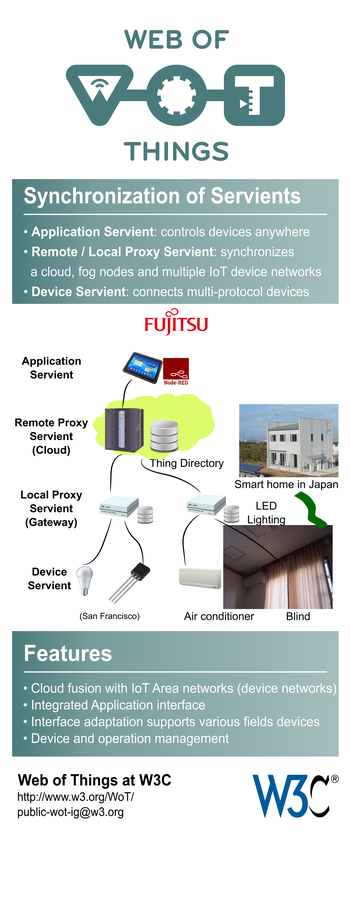 WEB OF
WOT
THINGS
Synchronization of Servients
• Application Servient: controls devices anywhere
• Remote / Local Proxy Servient: synchronizes
a cloud, fog nodes and multiple IoT device networks
• Device Servient: connects multi-protocol devices
FUJITSU
Application
Servient
Node-RED
Remote Proxy
Servient
(Cloud)
Thing Directory
Smart home in Japan
Local Proxy
Servient
(Gateway)
LED
Lighting
Device
Servient
(San Francisco)
Air conditioner
Blind
Features
• Cloud fusion with IoT Area networks (device networks)
• Integrated Application interface
• Interface adaptation supports various fields devices
• Device and operation management
Web of Things at W3C
http://www.w3.org/WoT/
public-wot-ig@w3.org
W3C®